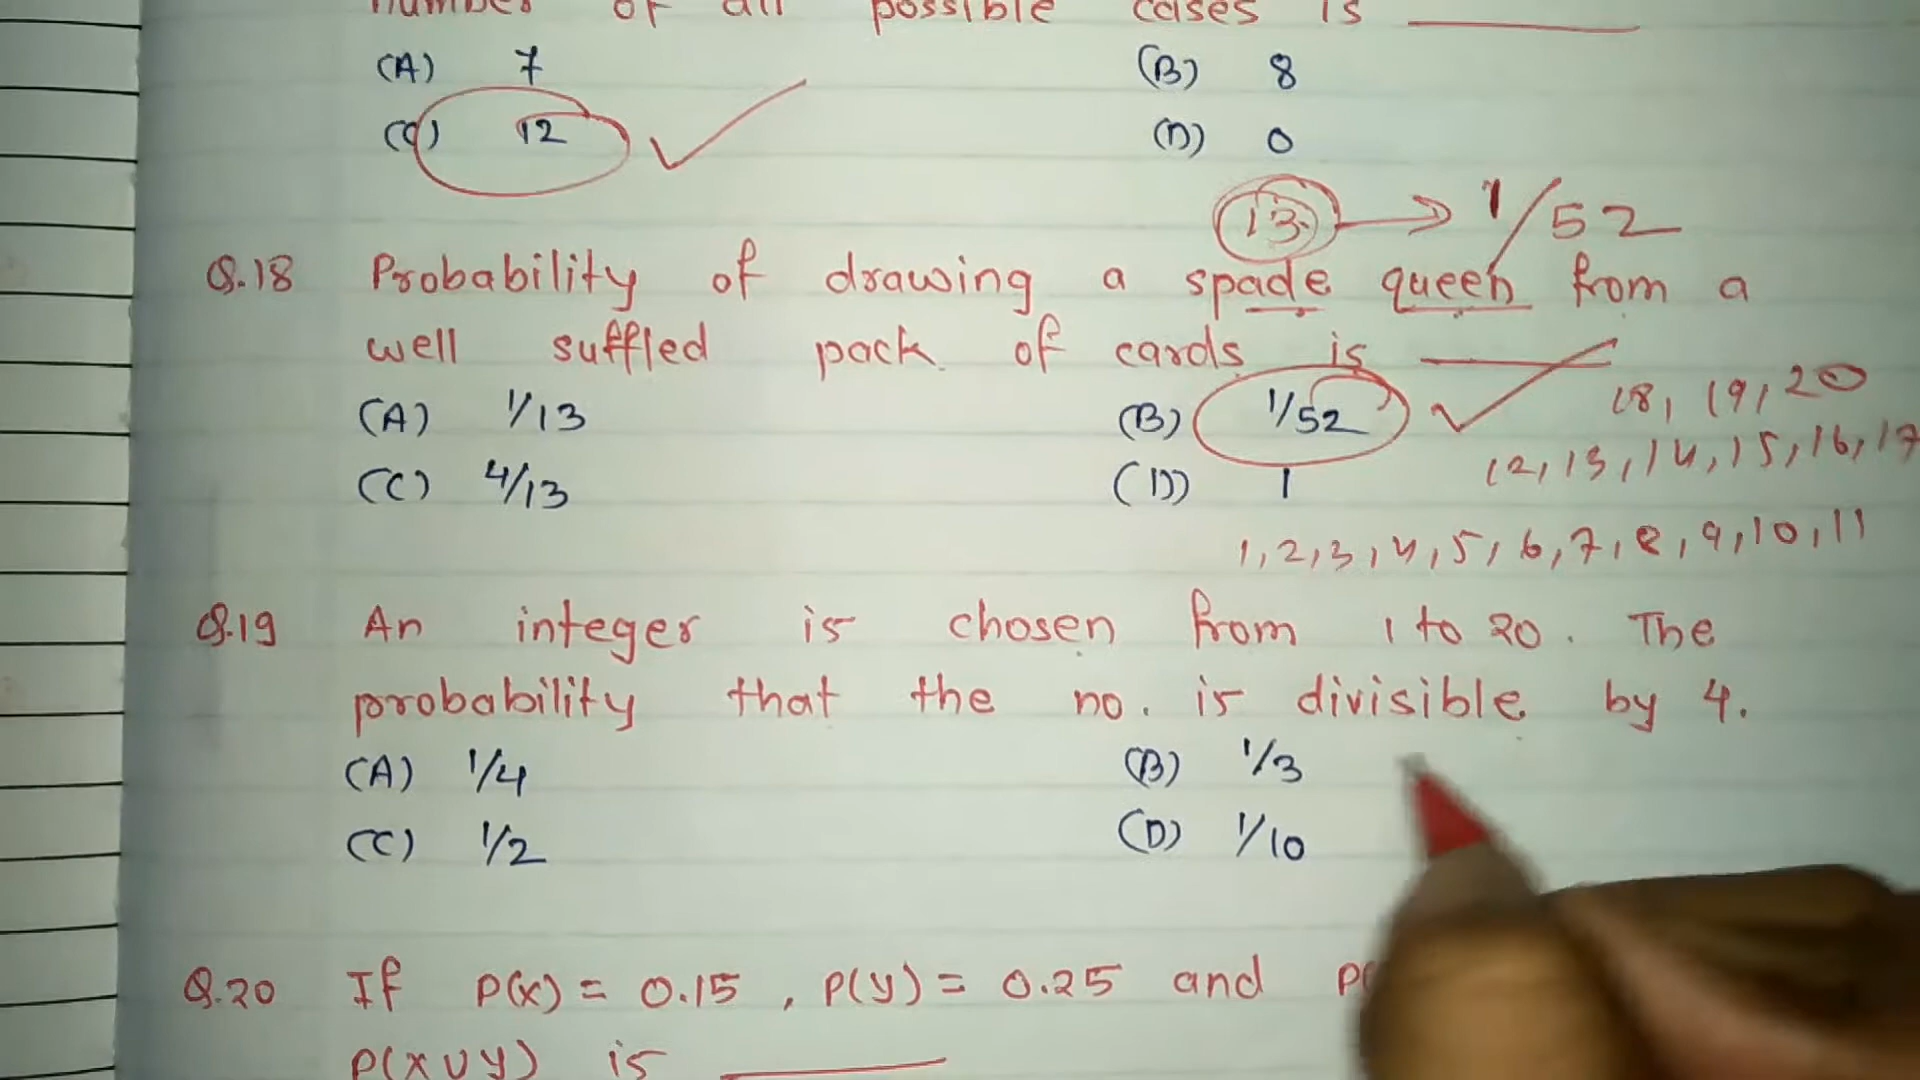 number of all possible cases is
(A) 7 (B) 8
(C) 12 (D) 0
13 → 1/52
Q.18 Probability of drawing a spade queen from a
well suffled pack of cards is
18, 19, 20
(A) 1/13 (B) 1/52
12, 13, 14, 15, 16, 17
(C) 4/13 (D) 1
1, 2, 3, 4, 5, 6, 7, 8, 9, 10, 11
Q.19 An integer is chosen from 1 to 20. The
probability that the no. is divisible by 4.
(A) 1/4 (B) 1/3
(C) 1/2 (D) 1/10
Q.20 If P(x) = 0.15, P(y) = 0.25 and
P(X∪Y) is